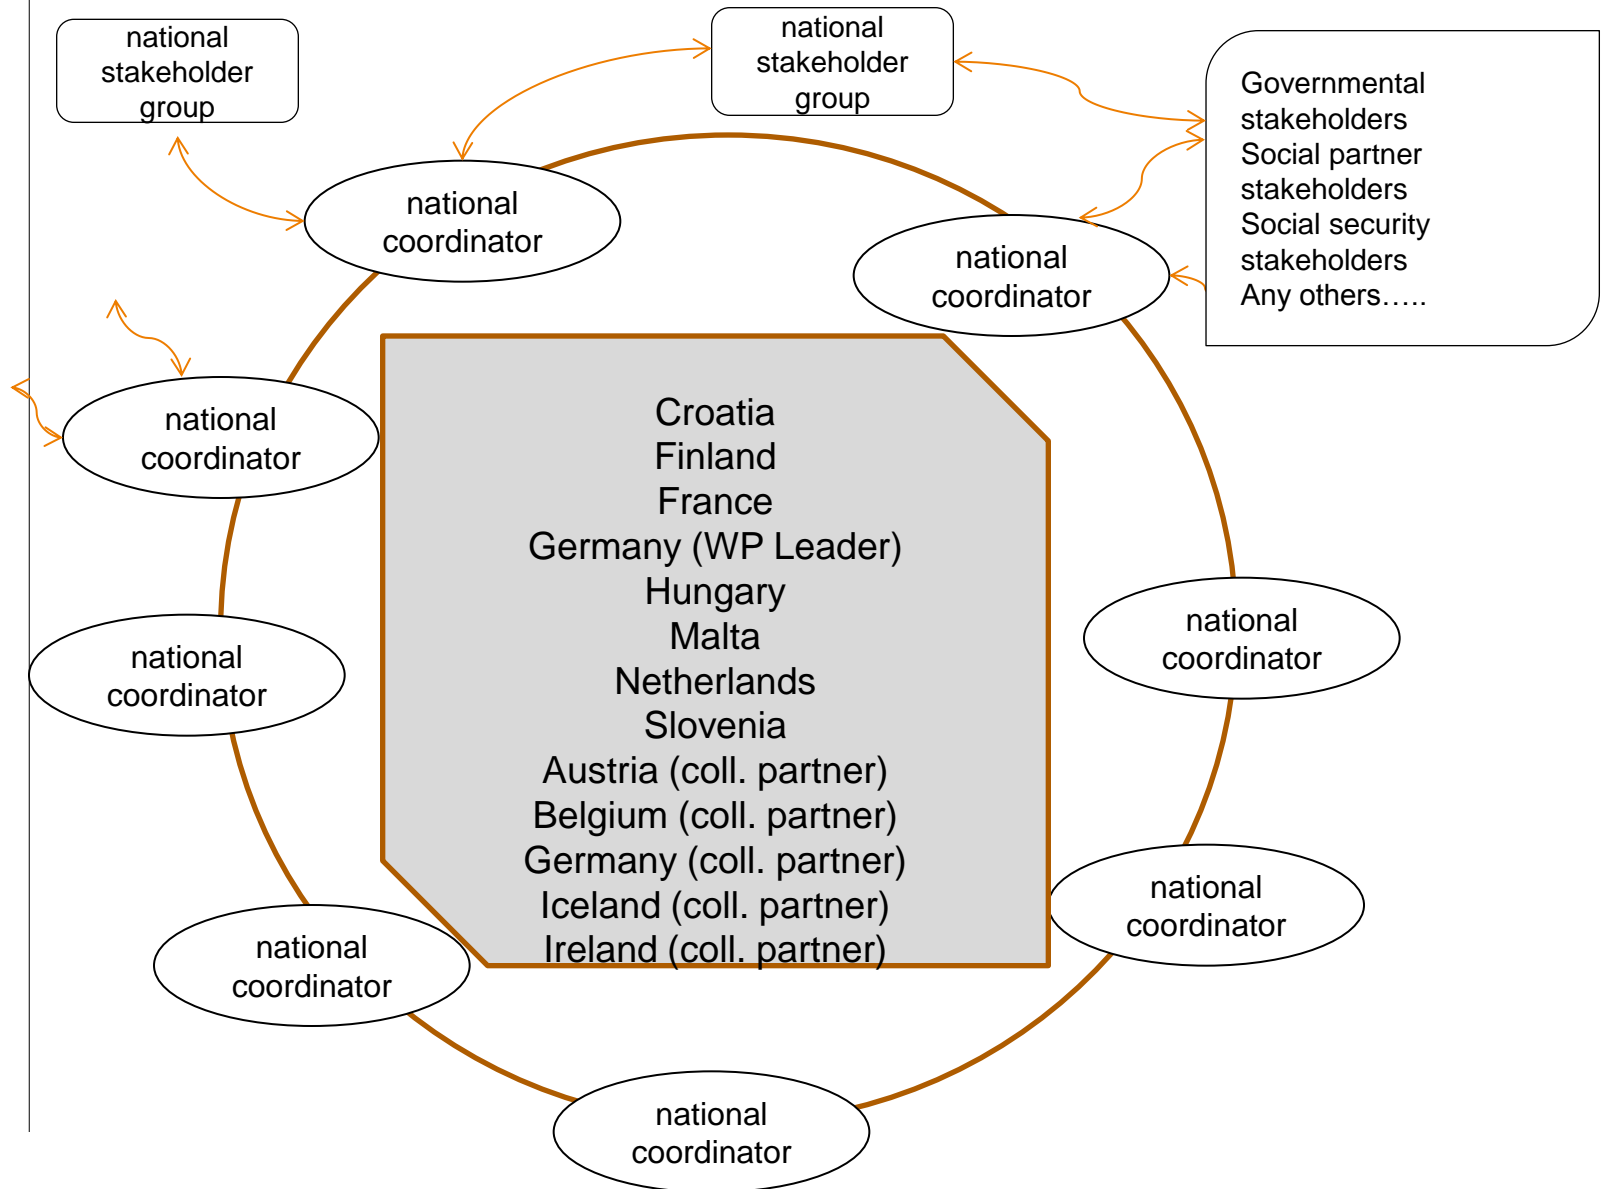 national
stakeholder
group
national
stakeholder
group
Governmental
stakeholders
Social partner
stakeholders
Social security
stakeholders
Any others…..
national
coordinator
national
coordinator
national
coordinator
Croatia
Finland
France
Germany (WP Leader)
Hungary
Malta
Netherlands
Slovenia
Austria (coll. partner)
Belgium (coll. partner)
Germany (coll. partner)
Iceland (coll. partner)
Ireland (coll. partner)
national
coordinator
national
coordinator
national
coordinator
national
coordinator
national
coordinator